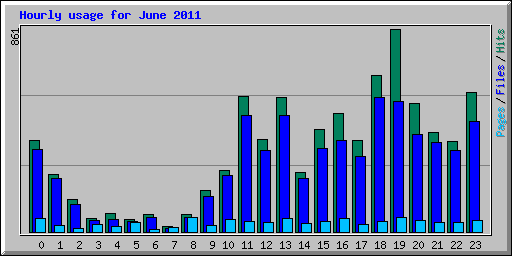 Hourly usage for June 2011
861
Pages / Files / Hits
0 1 2 3 4 5 6 7 8 9 10 11 12 13 14 15 16 17 18 19 20 21 22 23